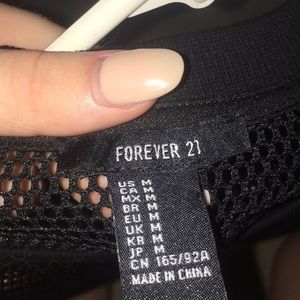 FOREVER 21
US M
CA M
MX M
BR M
EU M
UK M
KR M
JP M
CN 165/92A
MADE IN CHINA